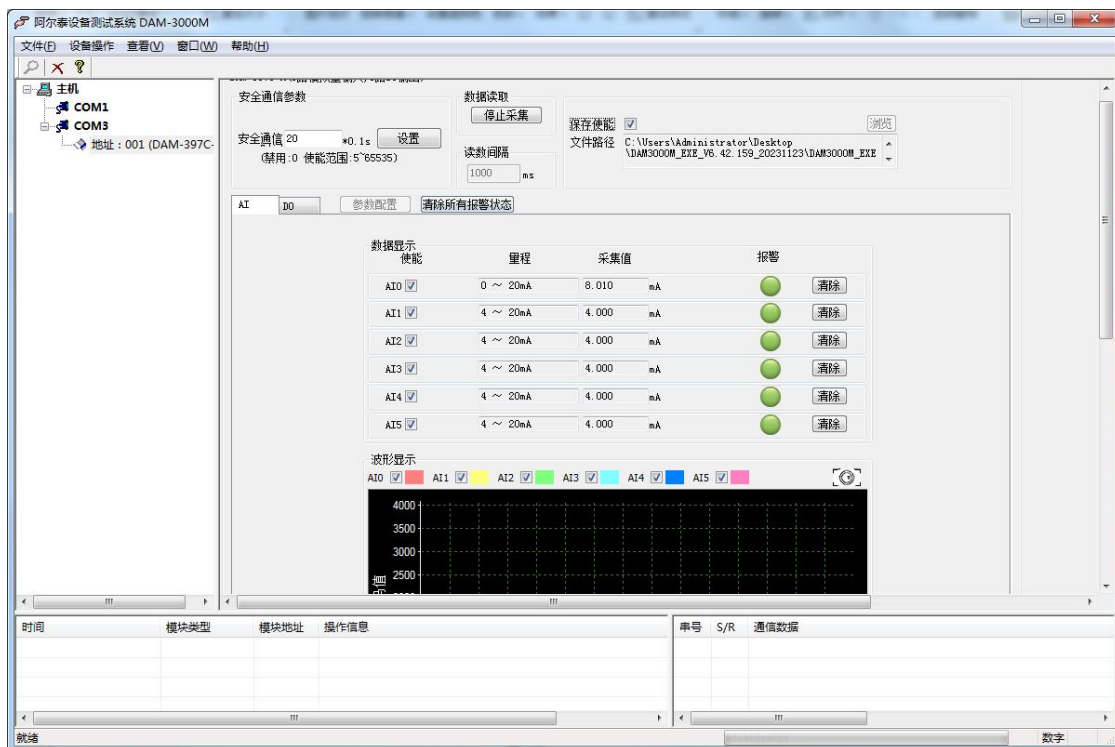 阿尔泰设备测试系统 DAM-3000M
文件(F) 设备操作 查看(V) 窗口(W) 帮助(H)
主机
COM1
COM3
地址：001 (DAM-397C-
安全通信参数
安全通信 20 *0.1s 设置
(禁用:0 使能范围:5~65535)
数据读取
停止采集
读数间隔
1000 ms
保存使能 浏览
文件路径 C:\Users\Administrator\Desktop
\DAM3000M_EXE_V6.42.159_20231123\DAM3000M_EXE
AI DO 参数配置 清除所有报警状态
数据显示
使能 量程 采集值 报警
AI0 0 ～ 20mA 8.010 mA 清除
AI1 4 ～ 20mA 4.000 mA 清除
AI2 4 ～ 20mA 4.000 mA 清除
AI3 4 ～ 20mA 4.000 mA 清除
AI4 4 ～ 20mA 4.000 mA 清除
AI5 4 ～ 20mA 4.000 mA 清除
波形显示
AI0 AI1 AI2 AI3 AI4 AI5
4000
3500
3000
2500
时间 模块类型 模块地址 操作信息
串号 S/R 通信数据
就绪 数字